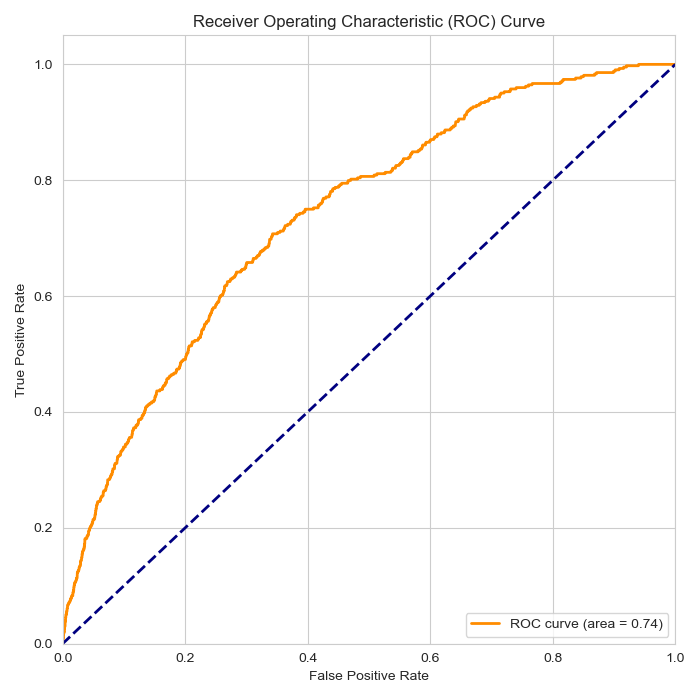 Receiver Operating Characteristic (ROC) Curve
1.0
0.8
0.6
0.4
0.2
0.0
True Positive Rate
ROC curve (area = 0.74)
0.0 0.2 0.4 0.6 0.8 1.0
False Positive Rate